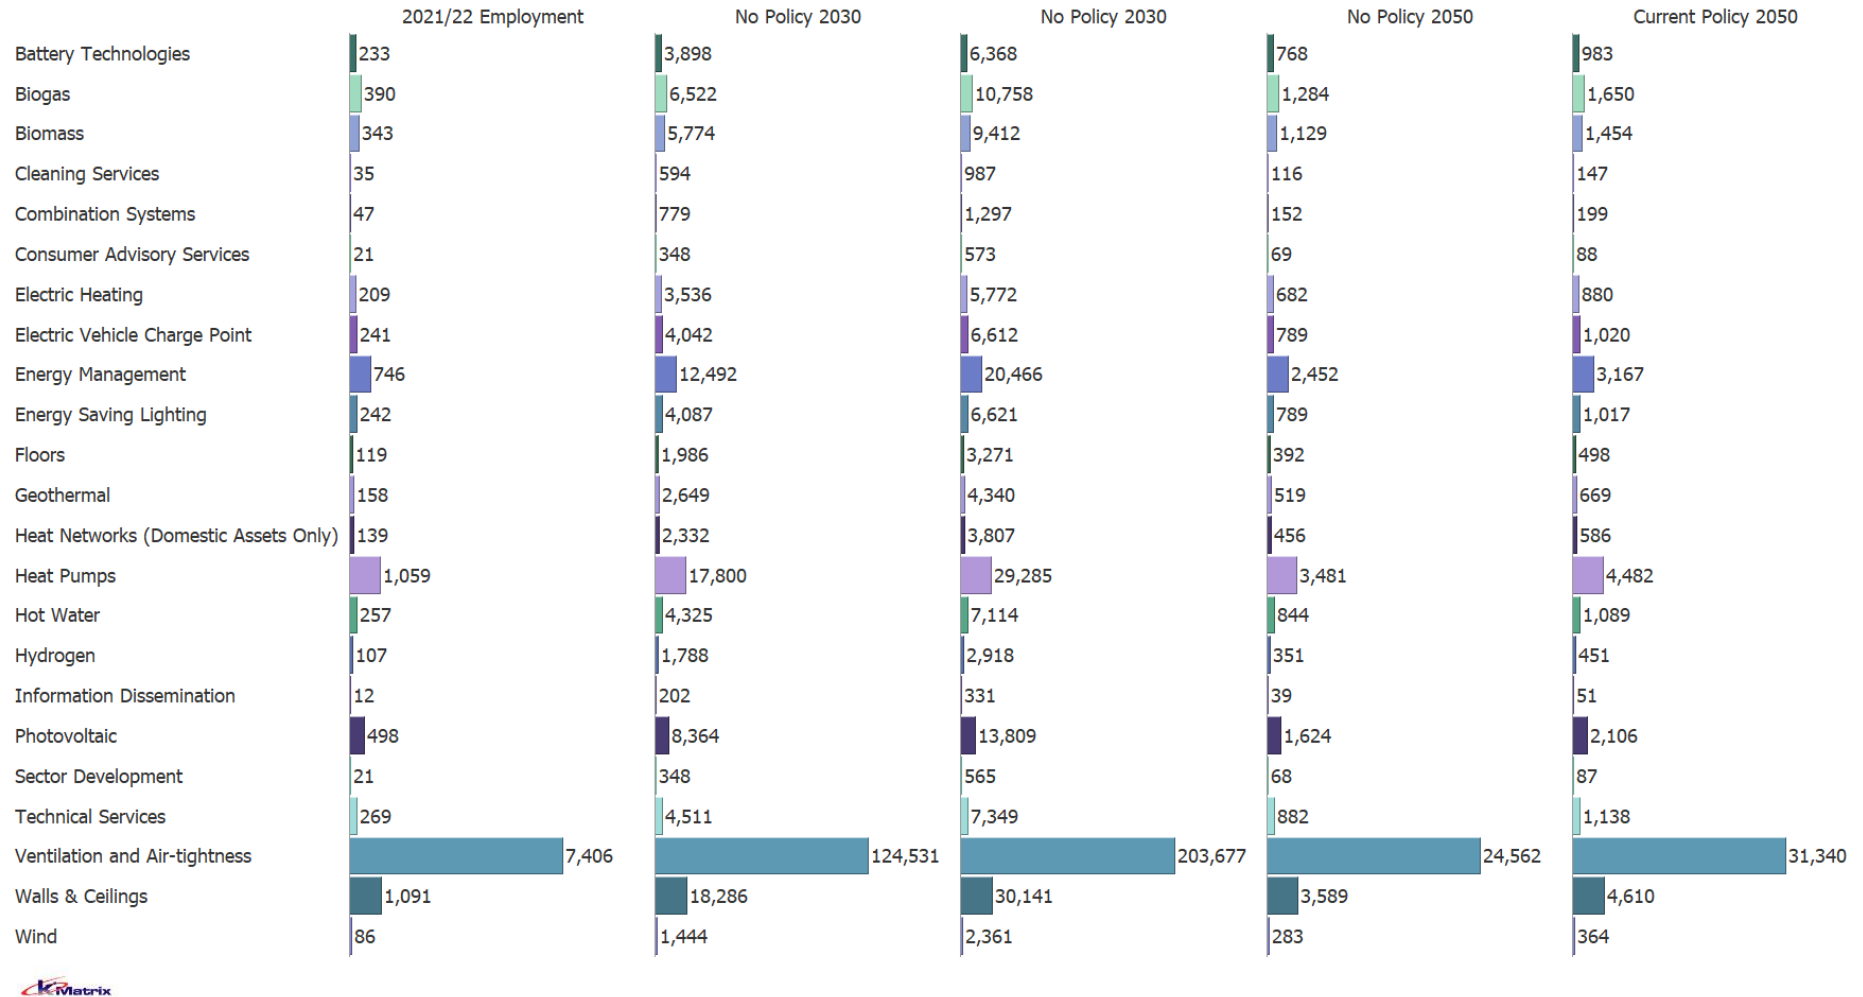 2021/22 Employment No Policy 2030 No Policy 2030 No Policy 2050 Current Policy 2050
Battery Technologies 233 3,898 6,368 768 983
Biogas 390 6,522 10,758 1,284 1,650
Biomass 343 5,774 9,412 1,129 1,454
Cleaning Services 35 594 987 116 147
Combination Systems 47 779 1,297 152 199
Consumer Advisory Services 21 348 573 69 88
Electric Heating 209 3,536 5,772 682 880
Electric Vehicle Charge Point 241 4,042 6,612 789 1,020
Energy Management 746 12,492 20,466 2,452 3,167
Energy Saving Lighting 242 4,087 6,621 789 1,017
Floors 119 1,986 3,271 392 498
Geothermal 158 2,649 4,340 519 669
Heat Networks (Domestic Assets Only) 139 2,332 3,807 456 586
Heat Pumps 1,059 17,800 29,285 3,481 4,482
Hot Water 257 4,325 7,114 844 1,089
Hydrogen 107 1,788 2,918 351 451
Information Dissemination 12 202 331 39 51
Photovoltaic 498 8,364 13,809 1,624 2,106
Sector Development 21 348 565 68 87
Technical Services 269 4,511 7,349 882 1,138
Ventilation and Air-tightness 7,406 124,531 203,677 24,562 31,340
Walls & Ceilings 1,091 18,286 30,141 3,589 4,610
Wind 86 1,444 2,361 283 364
kMatrix